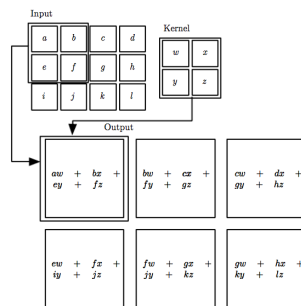 Input
Kernel
a b c d
w x
e f g h
y z
i j k l
Output
aw + bx +
ey + fz
bw + cx +
fy + gz
cw + dx +
gy + hz
ew + fx +
iy + jz
fw + gx +
jy + kz
gw + hx +
ky + lz